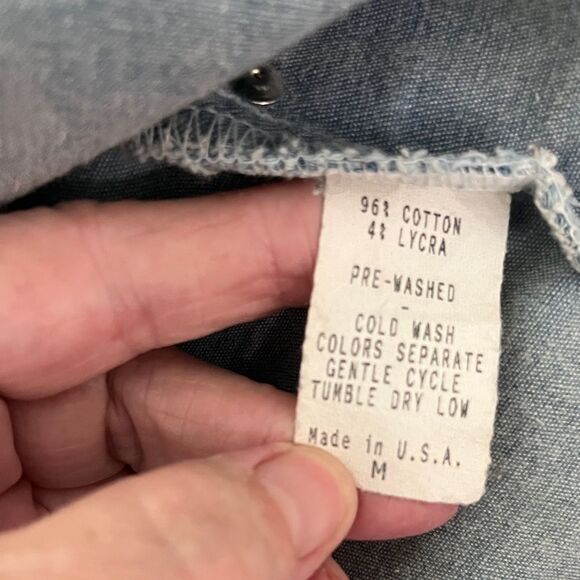 96% COTTON
4% LYCRA
PRE-WASHED
-
COLD WASH
COLORS SEPARATE
GENTLE CYCLE
TUMBLE DRY LOW
Made in U.S.A.
M